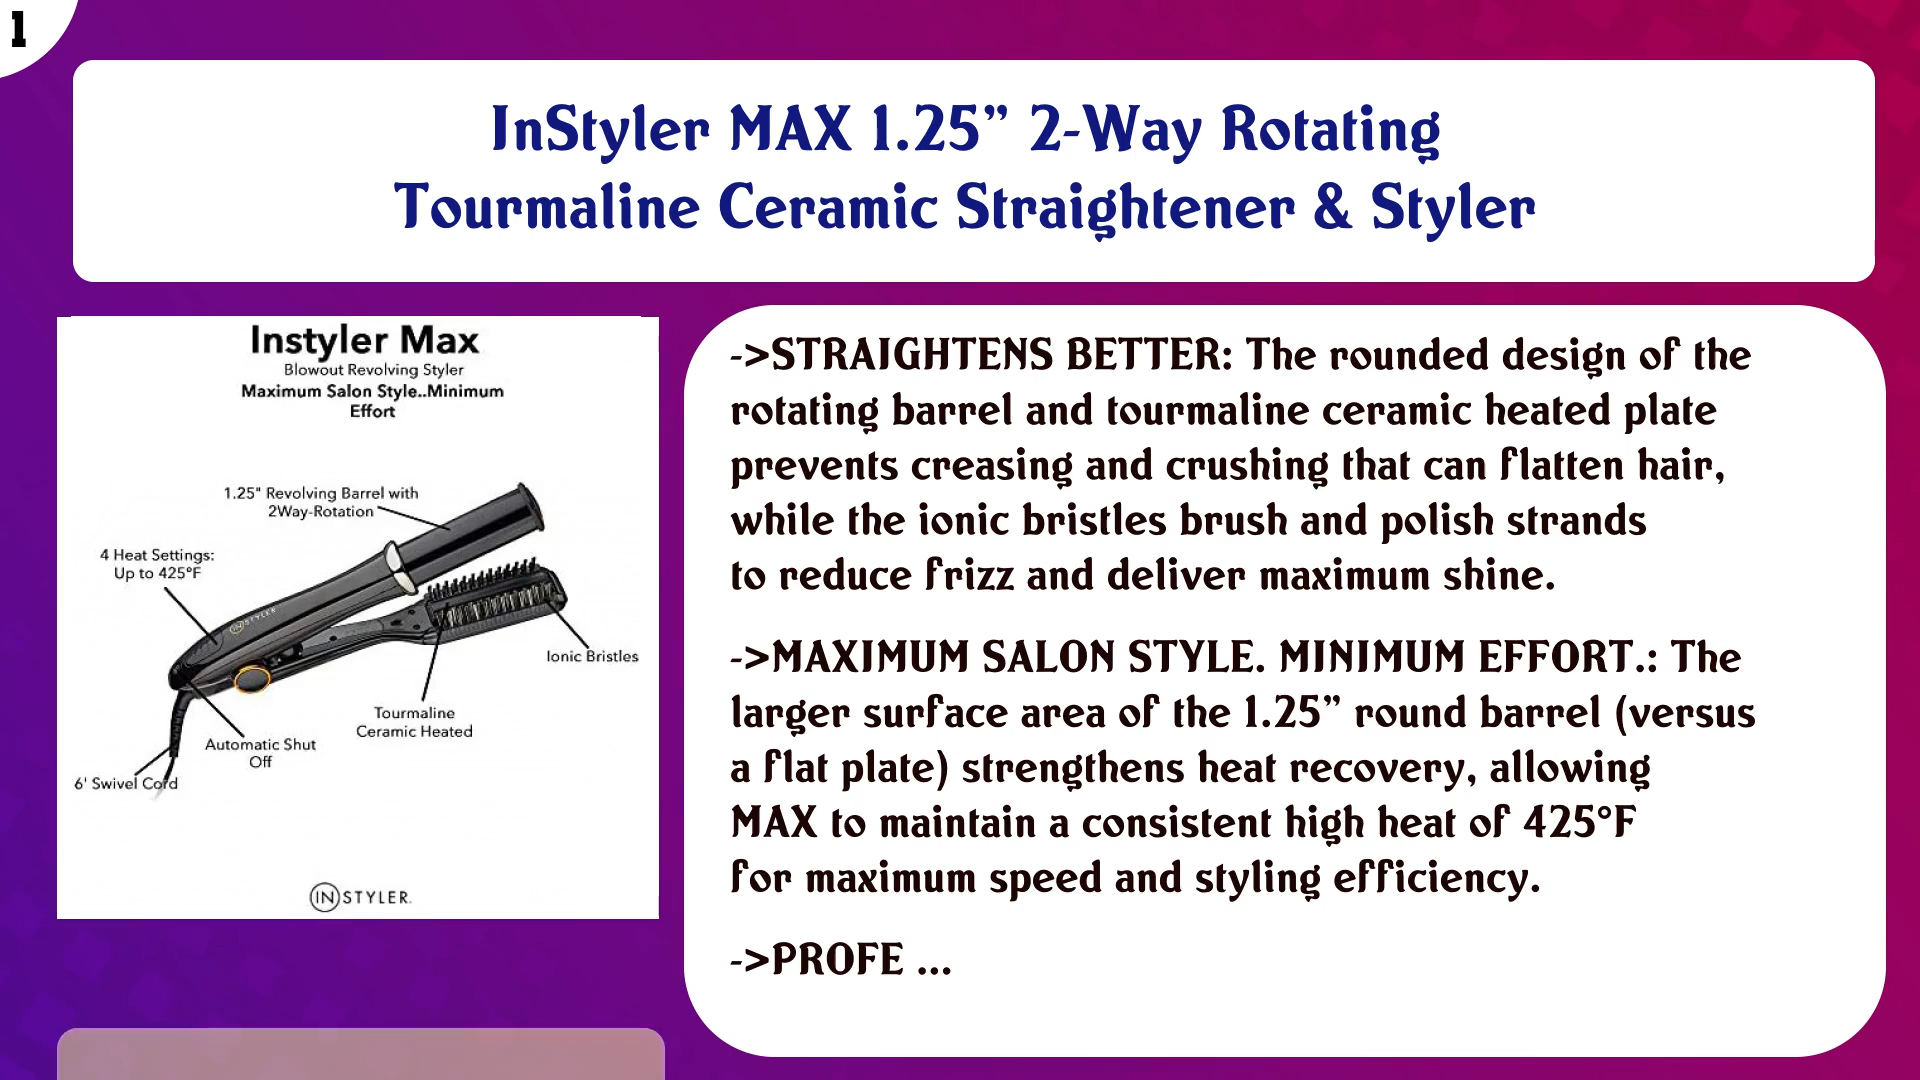 1
InStyler MAX 1.25” 2-Way Rotating
Tourmaline Ceramic Straightener & Styler
Instyler Max
Blowout Revolving Styler
Maximum Salon Style..Minimum
Effort
1.25" Revolving Barrel with
2Way-Rotation
4 Heat Settings:
Up to 425°F
INSTYLER
Ionic Bristles
Tourmaline
Ceramic Heated
Automatic Shut
Off
6' Swivel Cord
INSTYLER.
->STRAIGHTENS BETTER: The rounded design of the
rotating barrel and tourmaline ceramic heated plate
prevents creasing and crushing that can flatten hair,
while the ionic bristles brush and polish strands
to reduce frizz and deliver maximum shine.
->MAXIMUM SALON STYLE. MINIMUM EFFORT.: The
larger surface area of the 1.25” round barrel (versus
a flat plate) strengthens heat recovery, allowing
MAX to maintain a consistent high heat of 425°F
for maximum speed and styling efficiency.
->PROFE ...